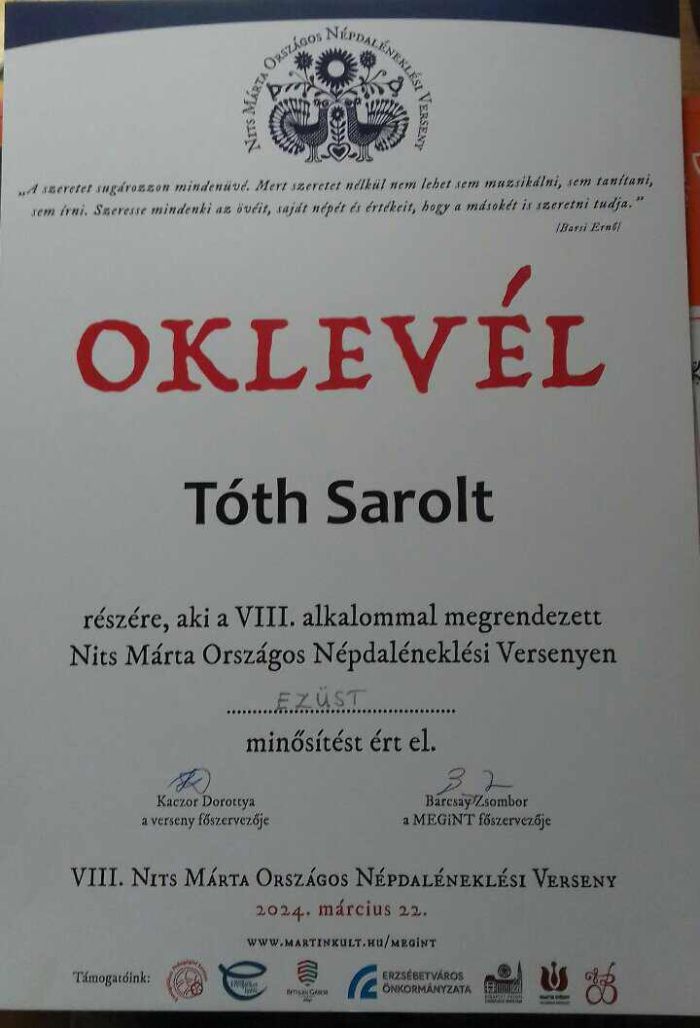 Nits Márta Országos Népdaléneklési Verseny
„A szeretet sugározzon mindenüvé. Mert szeretet nélkül nem lehet sem muzsikálni, sem tanítani,
sem írni. Szeresse mindenki az övéit, saját népét és értékeit, hogy a másokét is szeretni tudja.”
/Barsi Ernő/
OKLEVÉL
Tóth Sarolt
részére, aki a VIII. alkalommal megrendezett
Nits Márta Országos Népdaléneklési Versenyen
EZÜST
minősítést ért el.
Kaczor Dorottya Barcsay Zsombor
a verseny főszervezője a MEGiNT főszervezője
VIII. Nits Márta Országos Népdaléneklési Verseny
2024. március 22.
www.martinkult.hu/megint
Támogatóink: ERZSÉBETVÁROS
ÖNKORMÁNYZATA